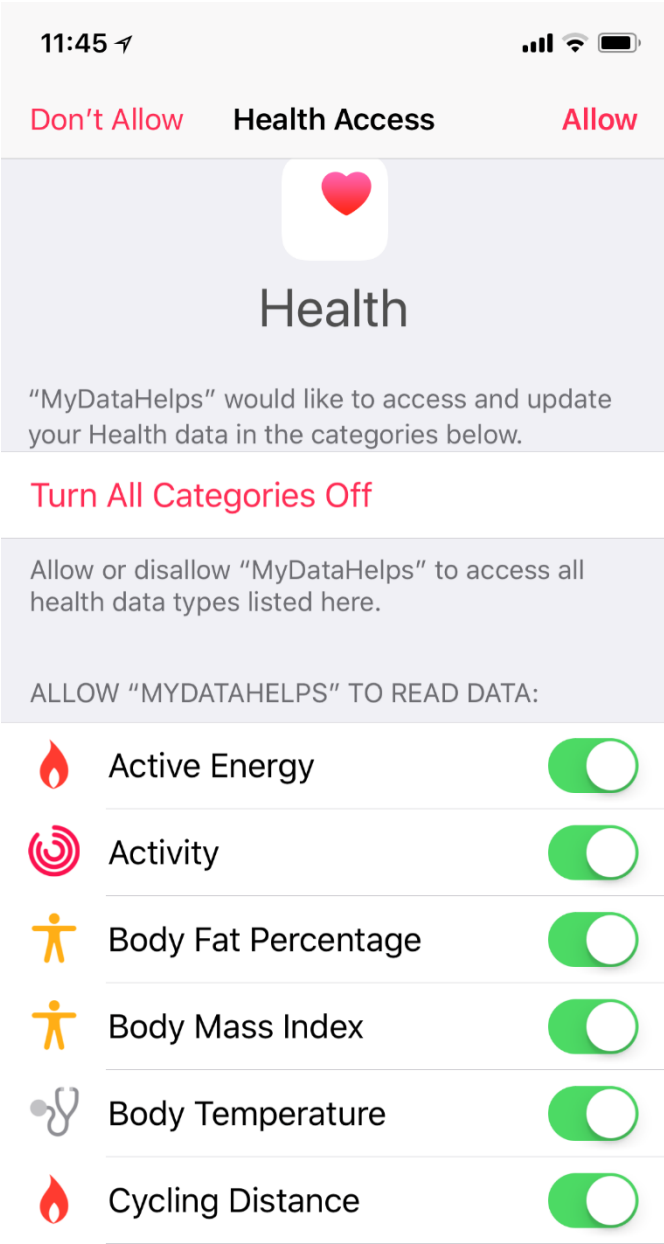 11:45
Don’t Allow Health Access Allow
Health
“MyDataHelps” would like to access and update
your Health data in the categories below.
Turn All Categories Off
Allow or disallow “MyDataHelps” to access all
health data types listed here.
ALLOW “MYDATAHELPS” TO READ DATA:
Active Energy
Activity
Body Fat Percentage
Body Mass Index
Body Temperature
Cycling Distance